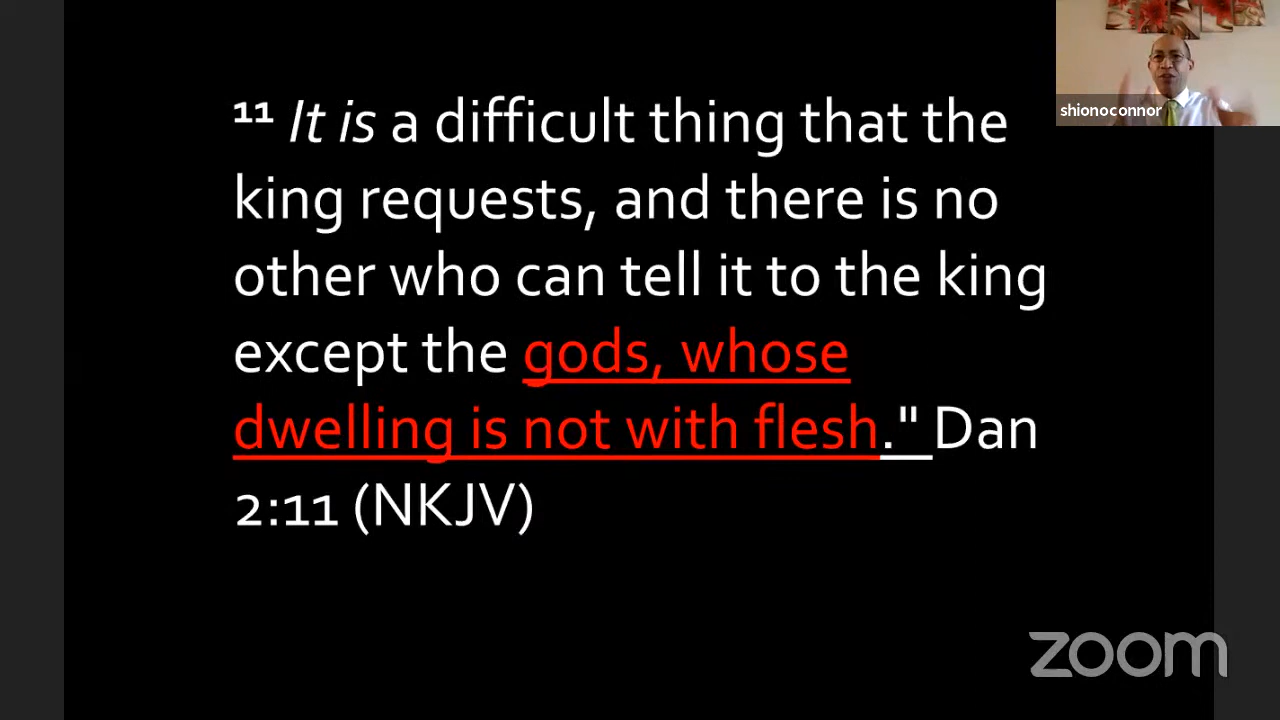 ¹¹ It is a difficult thing that the
king requests, and there is no
other who can tell it to the king
except the gods, whose
dwelling is not with flesh." Dan
2:11 (NKJV)
shionoconnor
zoom